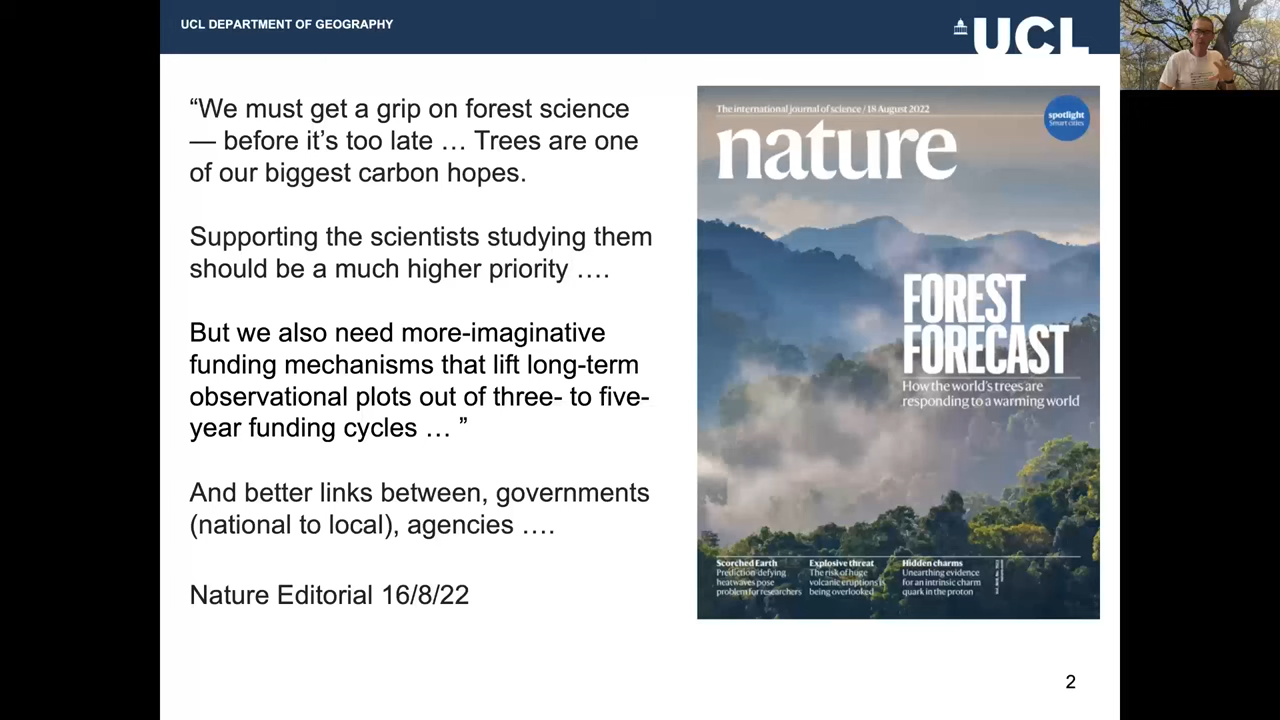 UCL DEPARTMENT OF GEOGRAPHY
UCL
“We must get a grip on forest science
— before it’s too late … Trees are one
of our biggest carbon hopes.
Supporting the scientists studying them
should be a much higher priority ….
But we also need more-imaginative
funding mechanisms that lift long-term
observational plots out of three- to five-
year funding cycles … ”
And better links between, governments
(national to local), agencies ….
Nature Editorial 16/8/22
The international journal of science / 18 August 2022
nature
spotlight
Smart cities
FOREST
FORECAST
How the world’s trees are
responding to a warming world
Scorched Earth
Prediction-defying
heatwaves pose
problem for researchers
Explosive threat
The risk of huge
volcanic eruptions is
being overlooked
Hidden charms
Unearthing evidence
for an intrinsic charm
quark in the proton
2